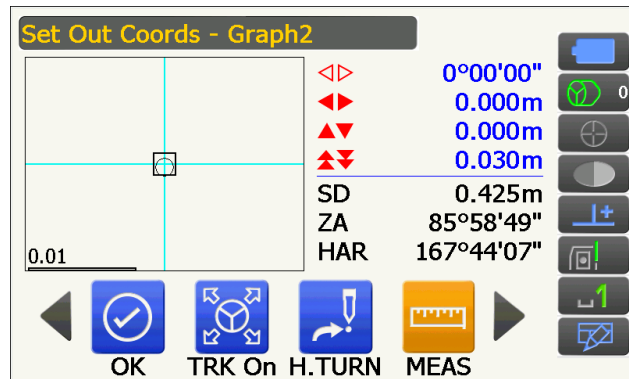 Set Out Coords - Graph2
0°00'00"
0.000m
0.000m
0.030m
SD 0.425m
ZA 85°58'49"
HAR 167°44'07"
0.01
OK TRK On H.TURN MEAS
0
1